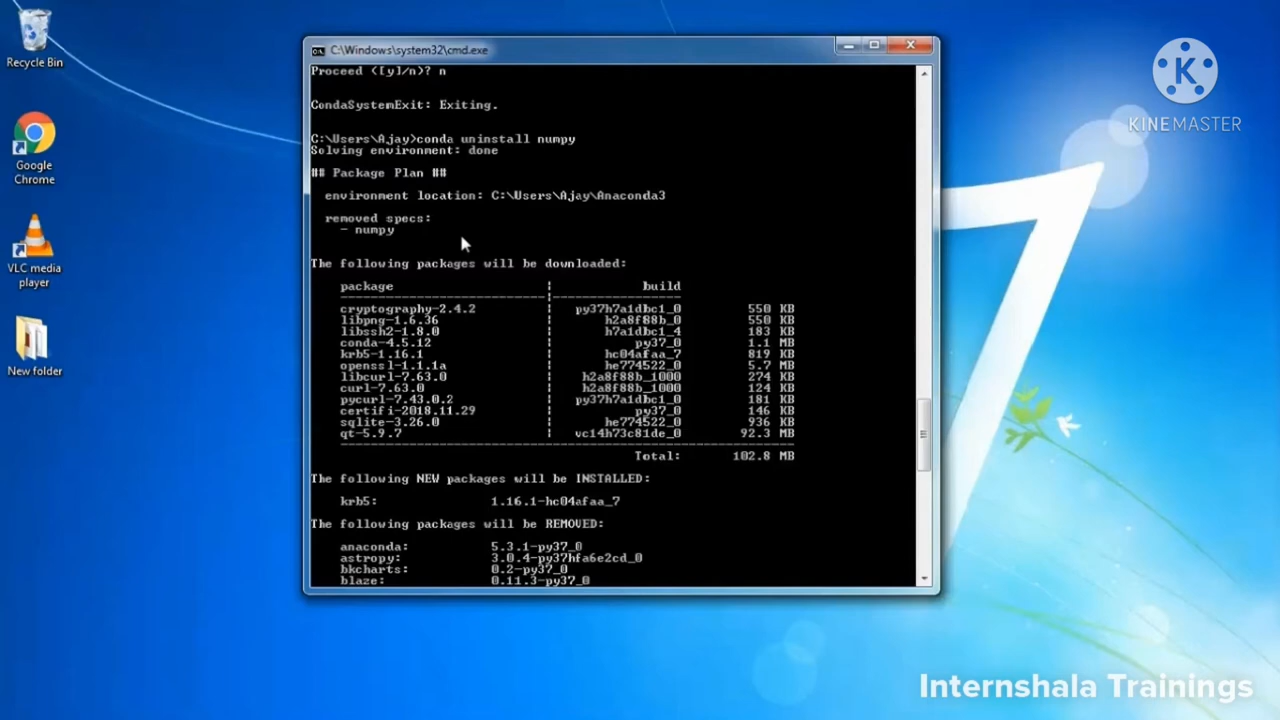 Recycle Bin
Google
Chrome
VLC media
player
New folder
C:\Windows\system32\cmd.exe
Proceed ([y]/n)? n
CondaSystemExit: Exiting.
C:\Users\Ajay>conda uninstall numpy
Solving environment: done
## Package Plan ##
environment location: C:\Users\Ajay\Anaconda3
removed specs:
- numpy
The following packages will be downloaded:
package | build
cryptography-2.4.2 | py37h7a1dbc1_0 550 KB
libpng-1.6.36 | h2a8f88b_0 550 KB
libssh2-1.8.0 | h7a1dbc1_4 183 KB
conda-4.5.12 | py37_0 1.1 MB
krb5-1.16.1 | hc04afaa_7 819 KB
openssl-1.1.1a | he774522_0 5.7 MB
libcurl-7.63.0 | h2a8f88b_1000 274 KB
curl-7.63.0 | h2a8f88b_1000 124 KB
pycurl-7.43.0.2 | py37h7a1dbc1_0 181 KB
certifi-2018.11.29 | py37_0 146 KB
sqlite-3.26.0 | he774522_0 936 KB
qt-5.9.7 | vc14h73c81de_0 92.3 MB
Total: 102.8 MB
The following NEW packages will be INSTALLED:
krb5: 1.16.1-hc04afaa_7
The following packages will be REMOVED:
anaconda: 5.3.1-py37_0
astropy: 3.0.4-py37hfa6e2cd_0
bkcharts: 0.2-py37_0
blaze: 0.11.3-py37_0
K
KINEMASTER
Internshala Trainings